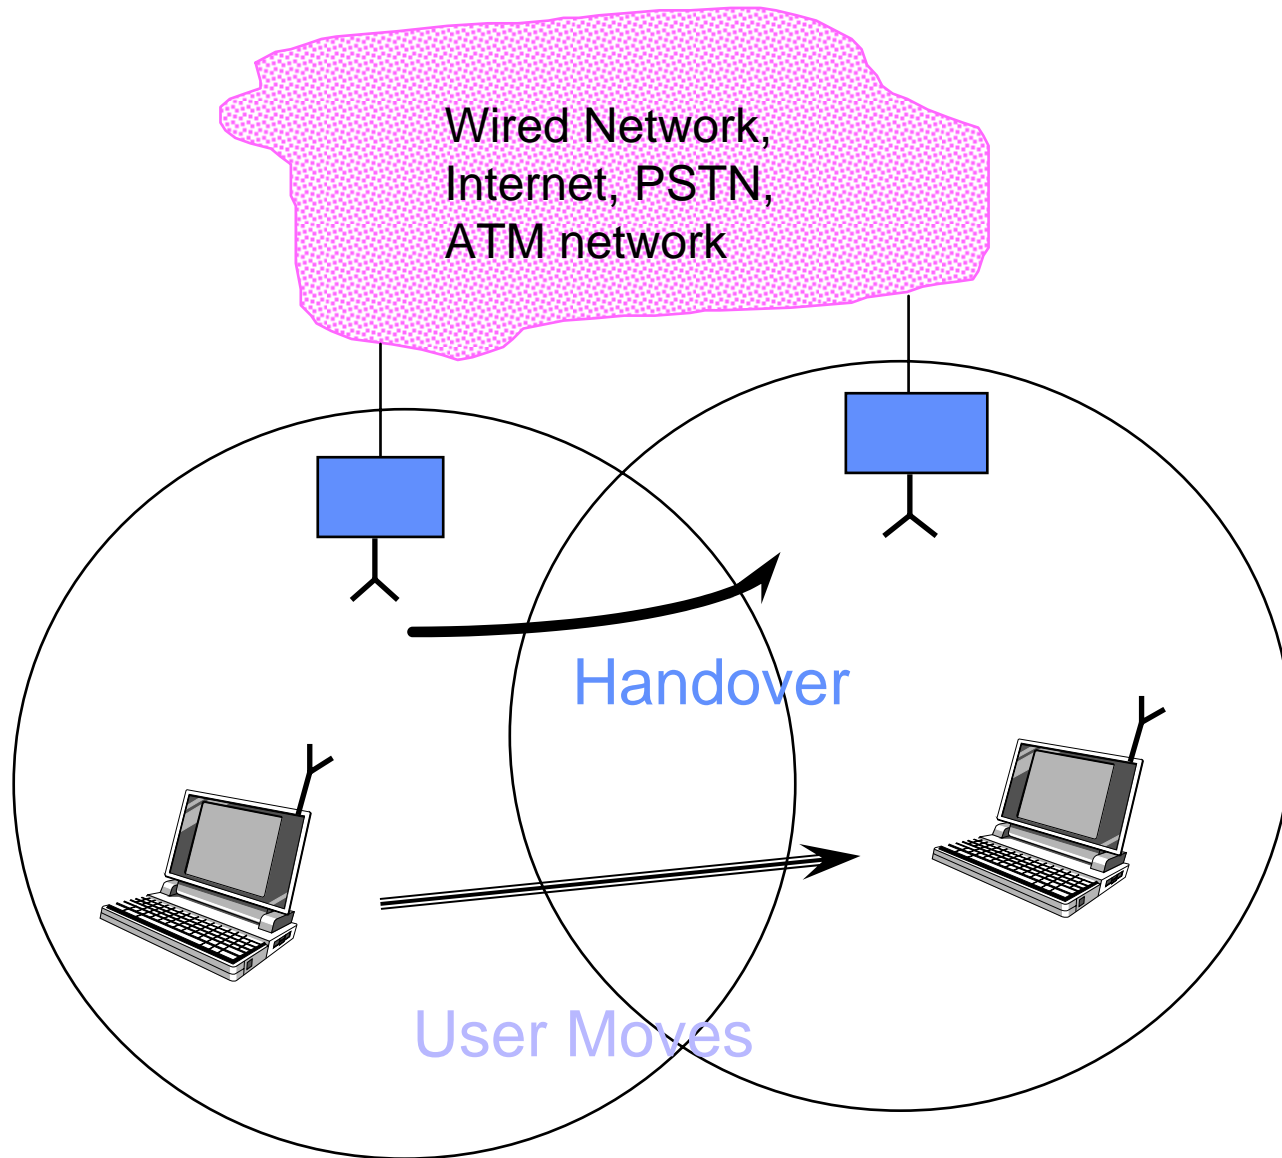 Wired Network,
Internet, PSTN,
ATM network
Handover
User Moves